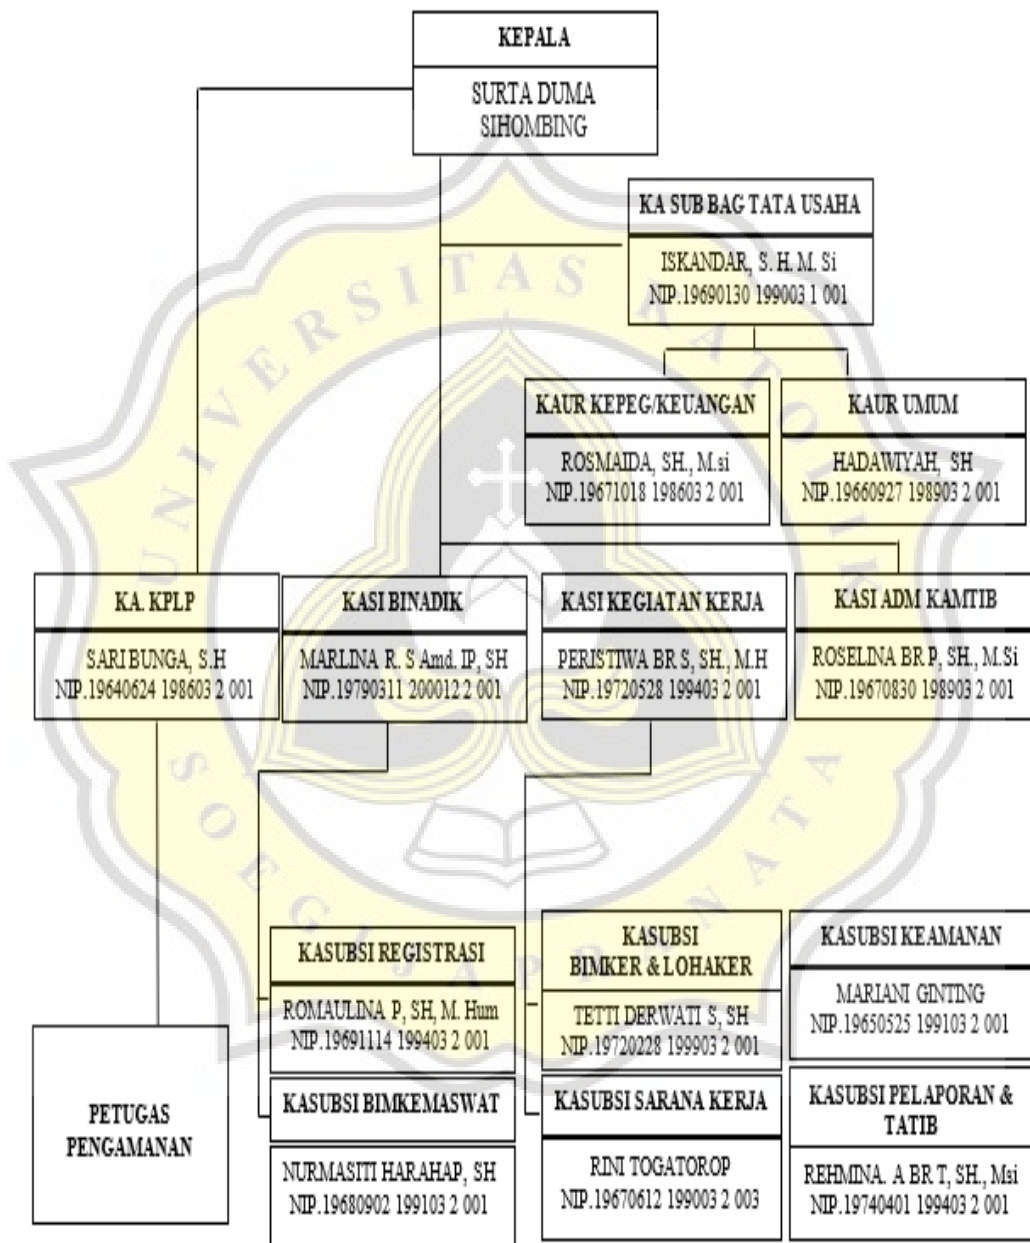 KEPALA
SURTA DUMA
SIHOMBING
KA SUB BAG TATA USAHA
ISKANDAR, S. H. M. Si
NIP.19690130 199003 1 001
KAUR KEPEG/KEUANGAN
ROSMAIDA, SH., M.si
NIP.19671018 198603 2 001
KAUR UMUM
HADAWIYAH, SH
NIP.19660927 198903 2 001
KA. KPLP
SARI BUNGA, S.H
NIP.19640624 198603 2 001
KASI BINADIK
MARLINA R. S Amd. IP, SH
NIP.19790311 200012 2 001
KASI KEGIATAN KERJA
PERISTIWA BR S, SH., M.H
NIP.19720528 199403 2 001
KASI ADM KAMTIB
ROSELINA BR P, SH., M.Si
NIP.19670830 198903 2 001
PETUGAS
PENGAMANAN
KASUBSI REGISTRASI
ROMAULINA P, SH, M. Hum
NIP.19691114 199403 2 001
KASUBSI BIMKEMASWAT
NURMASITI HARAHAP, SH
NIP.19680902 199103 2 001
KASUBSI
BIMKER & LOHAKER
TETTI DERWATI S, SH
NIP.19720228 199903 2 001
KASUBSI SARANA KERJA
RINI TOGATOROP
NIP.19670612 199003 2 003
KASUBSI KEAMANAN
MARIANI GINTING
NIP.19650525 199103 2 001
KASUBSI PELAPORAN &
TATIB
REHMINA. A BR T, SH., Msi
NIP.19740401 199403 2 001
UNIVERSITAS KATOLIK
SOEGIJAPRANATA